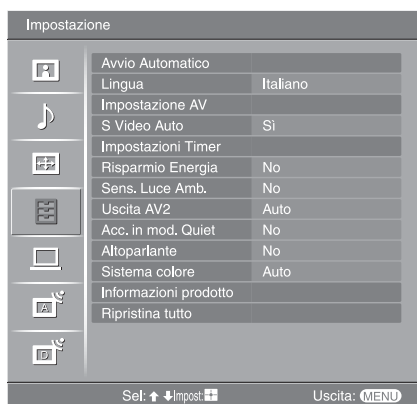 Impostazione
Avvio Automatico
Lingua Italiano
Impostazione AV
S Video Auto Sì
Impostazioni Timer
Risparmio Energia No
Sens. Luce Amb. No
Uscita AV2 Auto
Acc. in mod. Quiet No
Altoparlante No
Sistema colore Auto
Informazioni prodotto
Ripristina tutto
A
D
Sel: Impost: Uscita: MENU